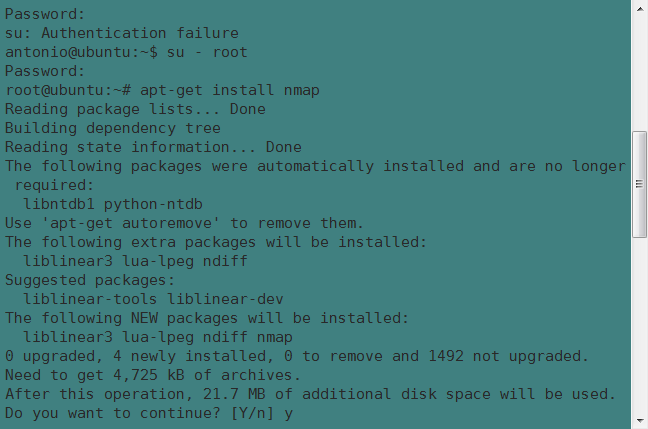 Password:
su: Authentication failure
antonio@ubuntu:~$ su - root
Password:
root@ubuntu:~# apt-get install nmap
Reading package lists... Done
Building dependency tree
Reading state information... Done
The following packages were automatically installed and are no longer
 required:
  libntdb1 python-ntdb
Use 'apt-get autoremove' to remove them.
The following extra packages will be installed:
  liblinear3 lua-lpeg ndiff
Suggested packages:
  liblinear-tools liblinear-dev
The following NEW packages will be installed:
  liblinear3 lua-lpeg ndiff nmap
0 upgraded, 4 newly installed, 0 to remove and 1492 not upgraded.
Need to get 4,725 kB of archives.
After this operation, 21.7 MB of additional disk space will be used.
Do you want to continue? [Y/n] y